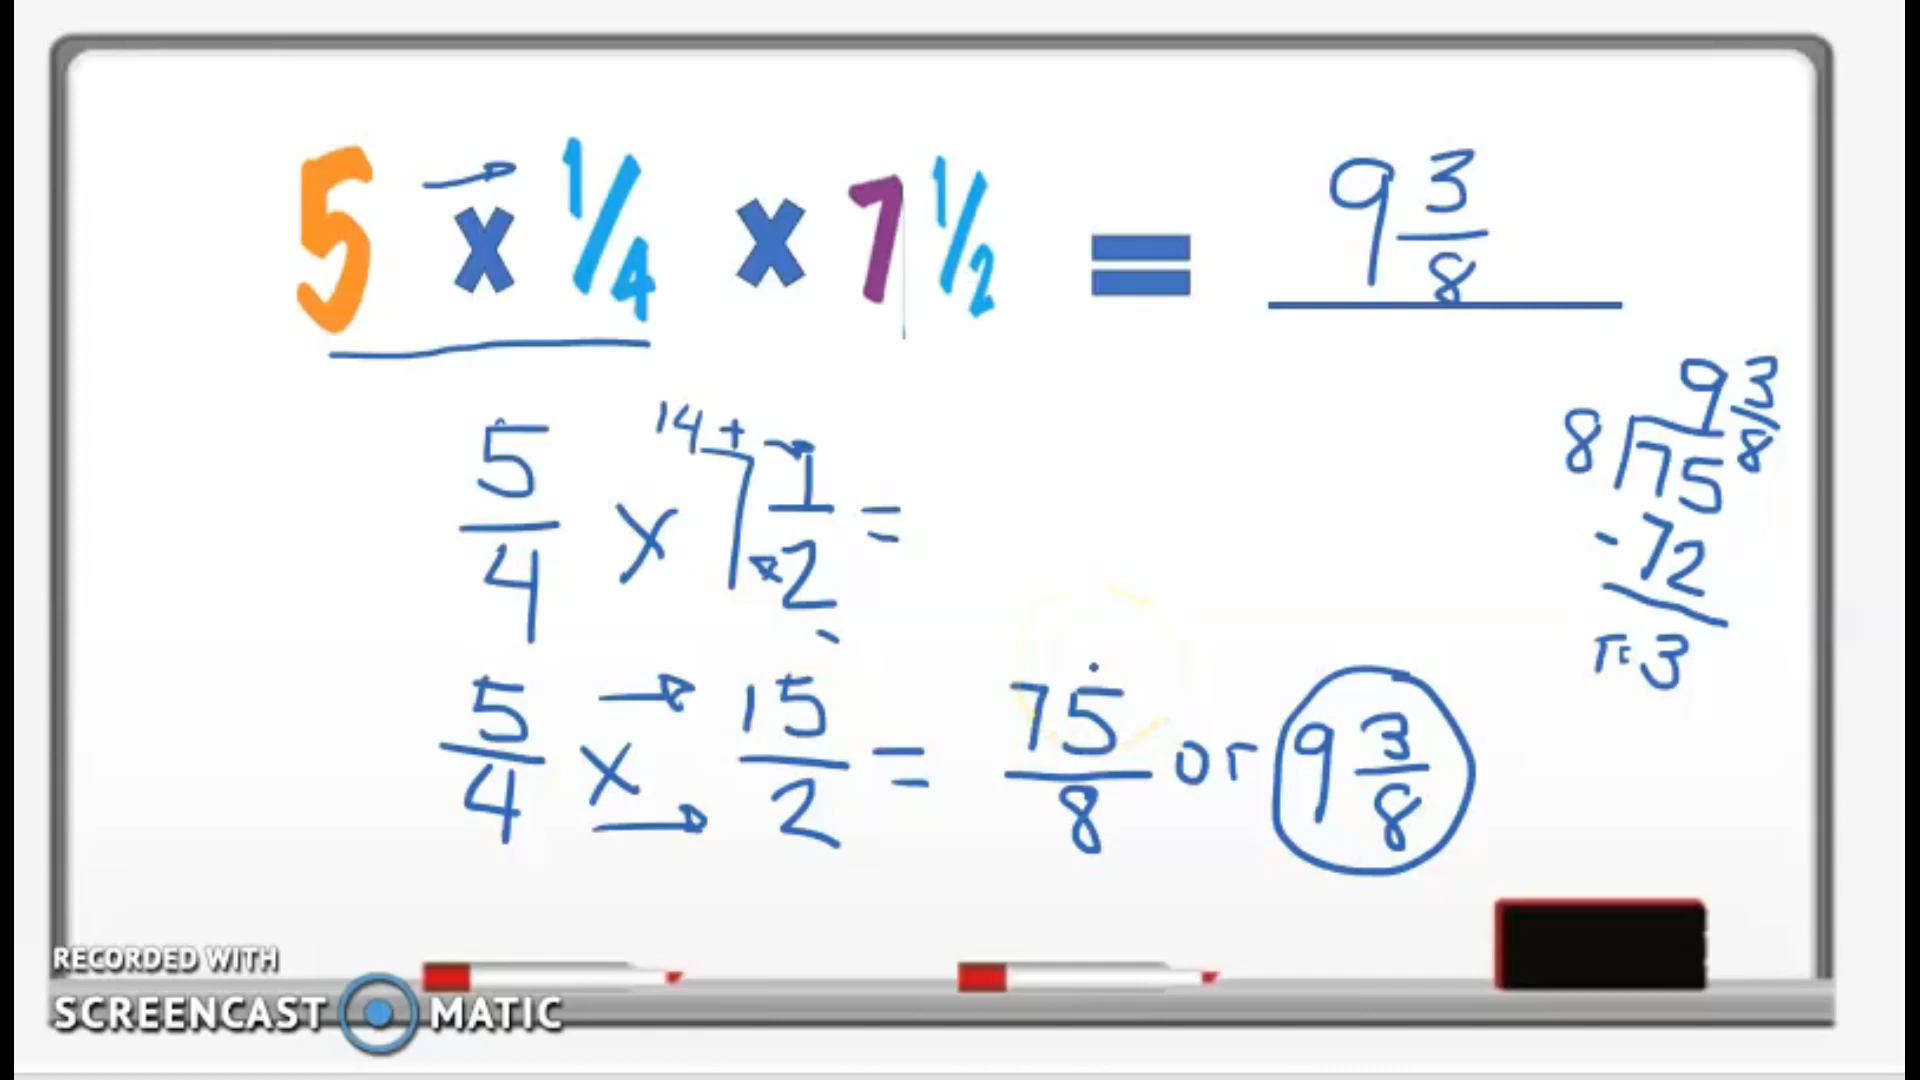 5 x 1/4 x 7 1/2 = 9 3/8
5/4 x 7 1/2 =
14 +
5/4 x 15/2 = 75/8 or 9 3/8
9 3/8
8 75
- 72
r= 3
RECORDED WITH
SCREENCAST MATIC